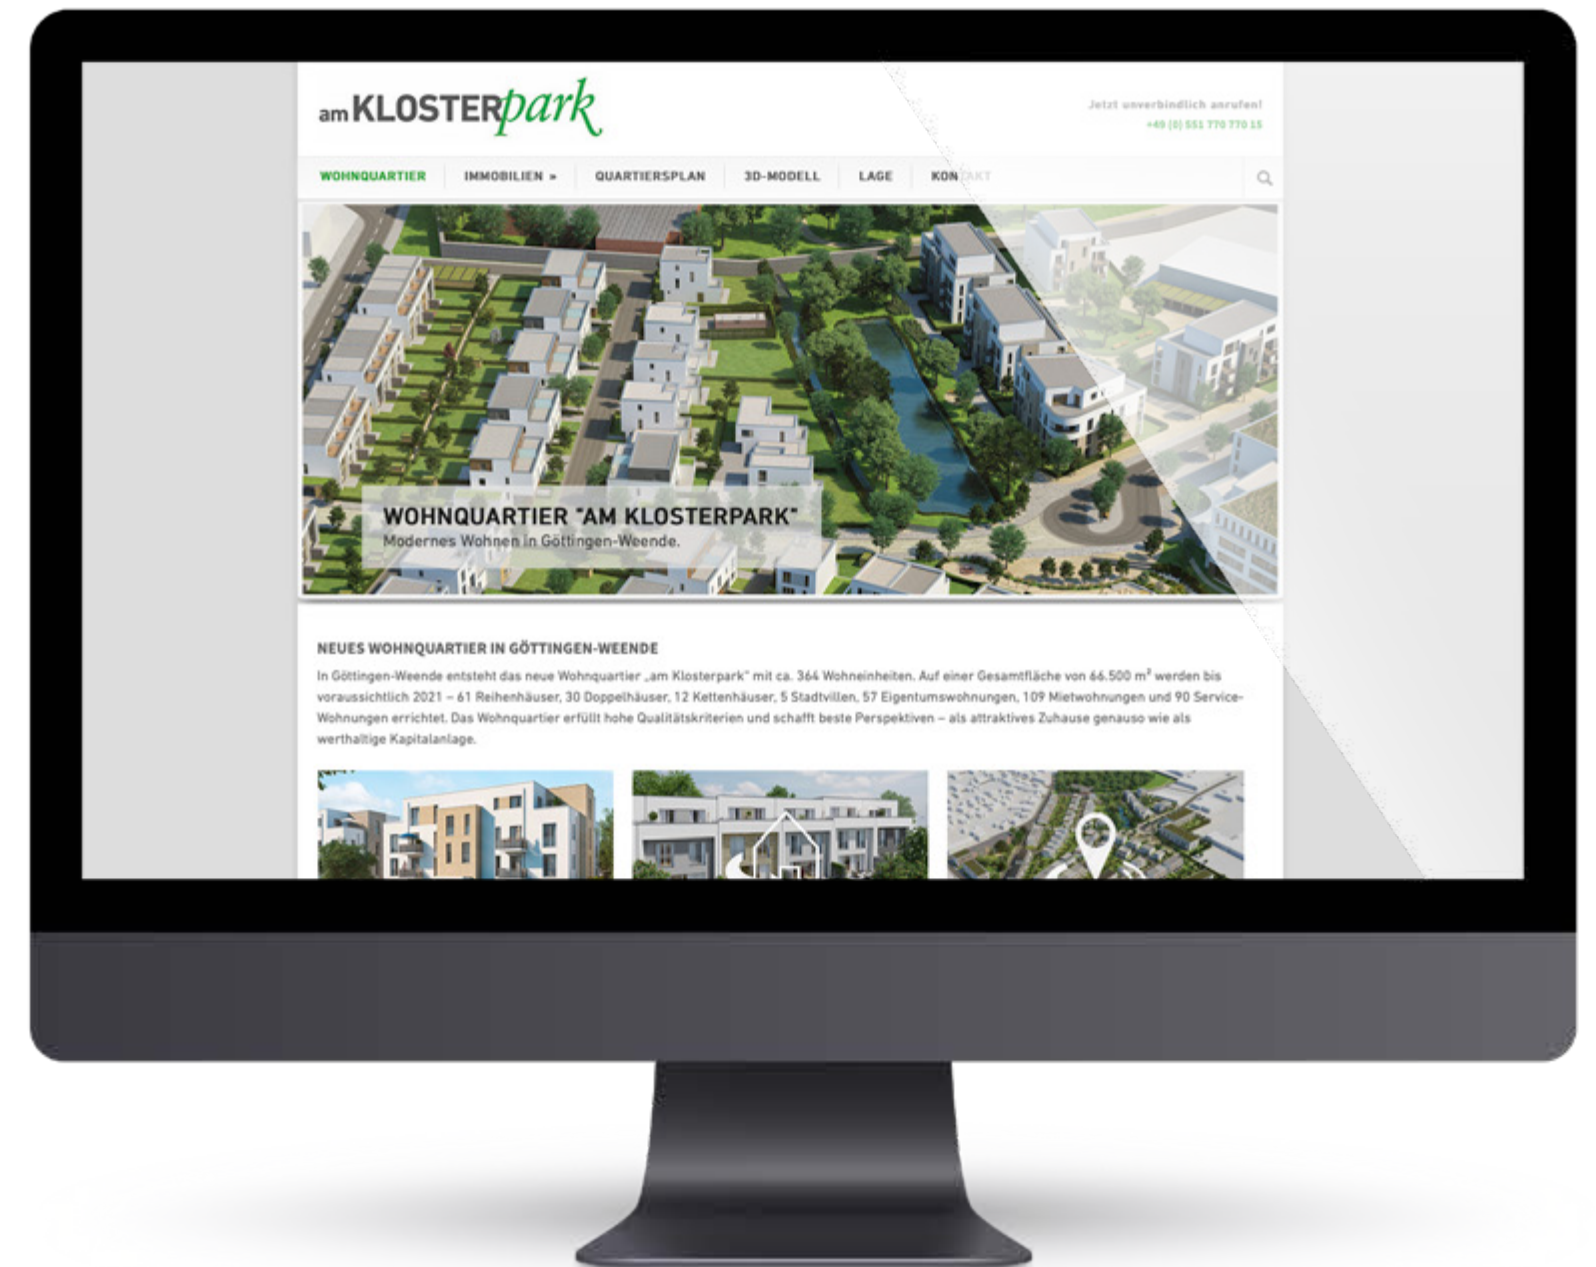 am KLOSTERpark
Jetzt unverbindlich anrufen!
+49 (0) 551 770 770 15
WOHNQUARTIER IMMOBILIEN » QUARTIERSPLAN 3D-MODELL LAGE KONTAKT
WOHNQUARTIER "AM KLOSTERPARK"
Modernes Wohnen in Göttingen-Weende.
NEUES WOHNQUARTIER IN GÖTTINGEN-WEENDE
In Göttingen-Weende entsteht das neue Wohnquartier „am Klosterpark" mit ca. 364 Wohneinheiten. Auf einer Gesamtfläche von 66.500 m² werden bis
voraussichtlich 2021 – 61 Reihenhäuser, 30 Doppelhäuser, 12 Kettenhäuser, 5 Stadtvillen, 57 Eigentumswohnungen, 109 Mietwohnungen und 90 Service-
Wohnungen errichtet. Das Wohnquartier erfüllt hohe Qualitätskriterien und schafft beste Perspektiven – als attraktives Zuhause genauso wie als
werthaltige Kapitalanlage.